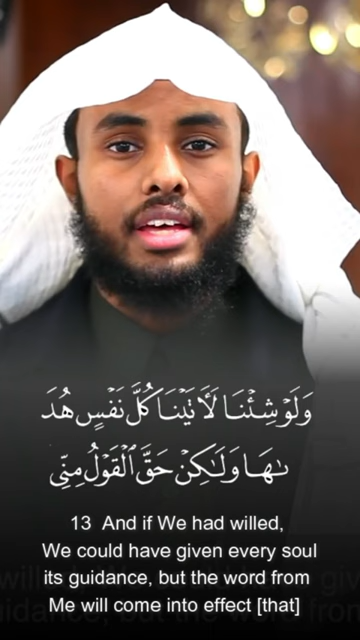 وَلَوْ شِئْنَا لَآتَيْنَا كُلَّ نَفْسٍ هُدَ
ىٰهَا وَلَٰكِنْ حَقَّ ٱلْقَوْلُ مِنِّى
13 And if We had willed,
We could have given every soul
its guidance, but the word from
Me will come into effect [that]